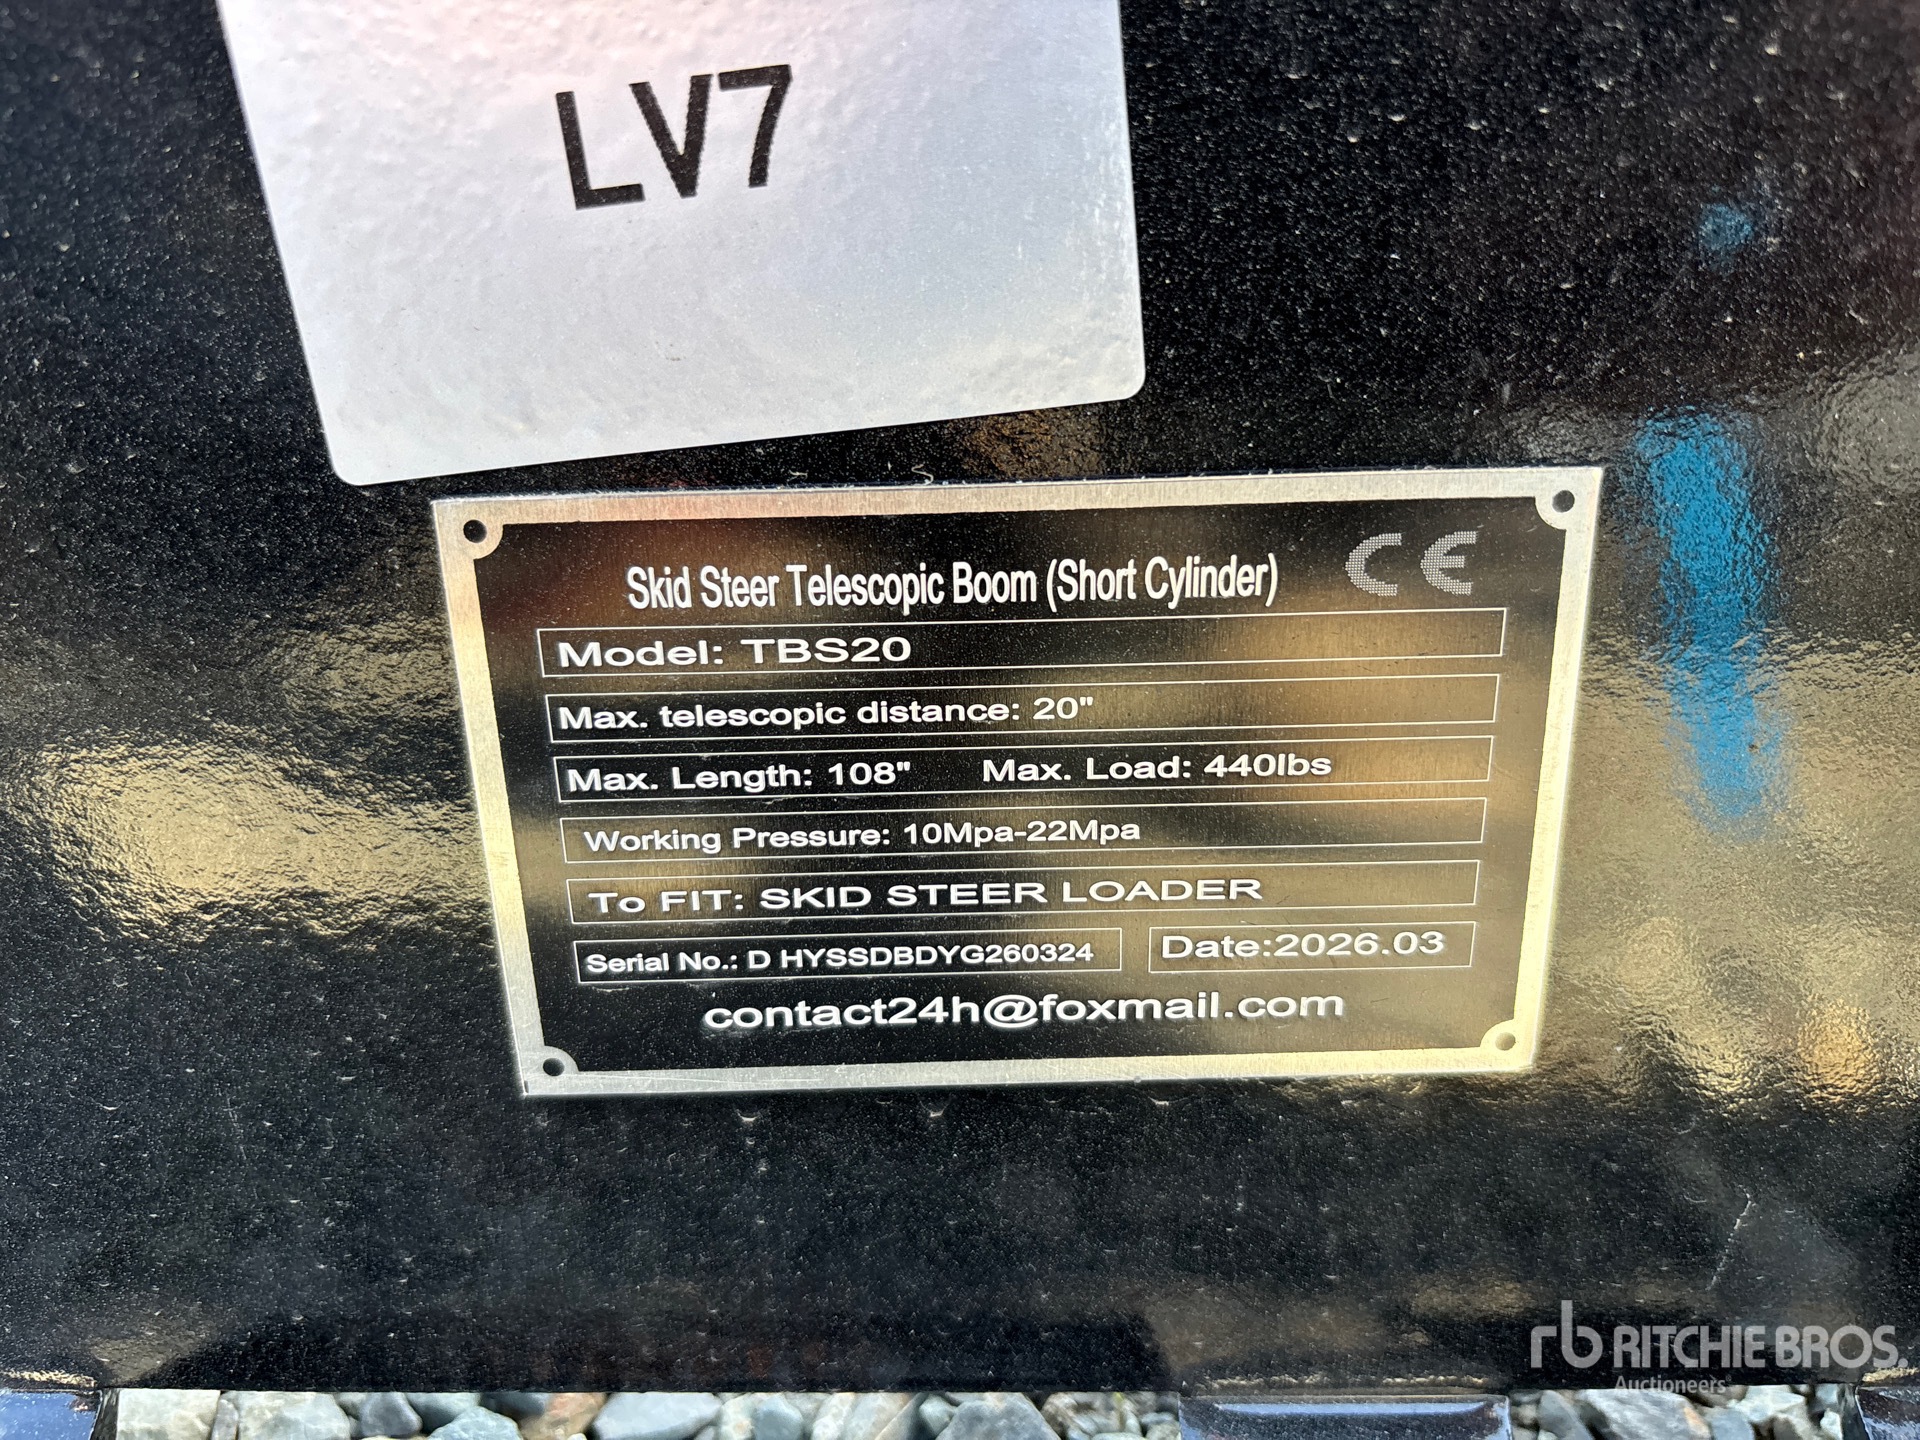 LV7
Skid Steer Telescopic Boom (Short Cylinder) CE
Model: TBS20
Max. telescopic distance: 20"
Max. Length: 108" Max. Load: 440lbs
Working Pressure: 10Mpa-22Mpa
To FIT: SKID STEER LOADER
Serial No.: D HYSSDBDYG260324 Date:2026.03
contact24h@foxmail.com
rb RITCHIE BROS.
Auctioneers